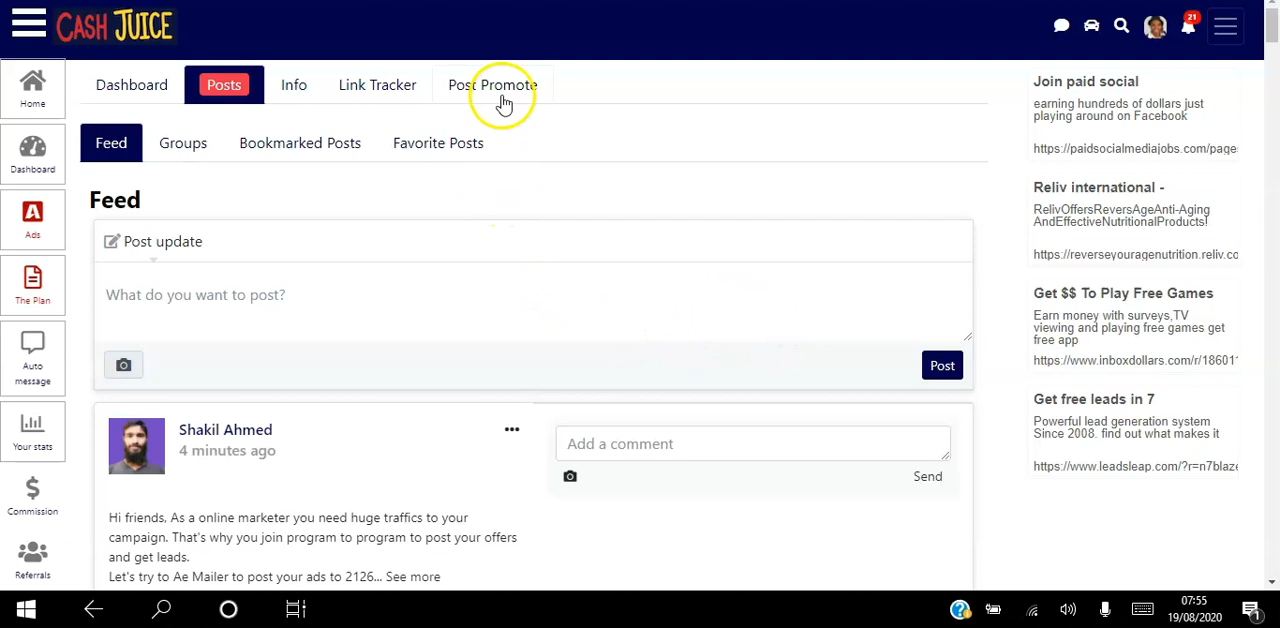 CASH JUICE
21
Dashboard
Posts
Info
Link Tracker
Post Promote
Feed
Groups
Bookmarked Posts
Favorite Posts
Home
Dashboard
Ads
The Plan
Auto
message
Your stats
Commission
Referrals
Feed
Post update
What do you want to post?
Post
Shakil Ahmed
4 minutes ago
Hi friends, As a online marketer you need huge traffics to your
campaign. That's why you join program to program to post your offers
and get leads.
Let's try to Ae Mailer to post your ads to 2126... See more
Add a comment
Send
Join paid social
earning hundreds of dollars just
playing around on Facebook
https://paidsocialmediajobs.com/page
Reliv international -
RelivOffersReversAgeAnti-Aging
AndEffectiveNutritionalProducts!
https://reverseyouragenutrition.reliv.co
Get $$ To Play Free Games
Earn money with surveys,TV
viewing and playing free games get
free app
https://www.inboxdollars.com/r/18601
Get free leads in 7
Powerful lead generation system
Since 2008. find out what makes it
https://www.leadsleap.com/?r=n7blaze
07:55
19/08/2020
1